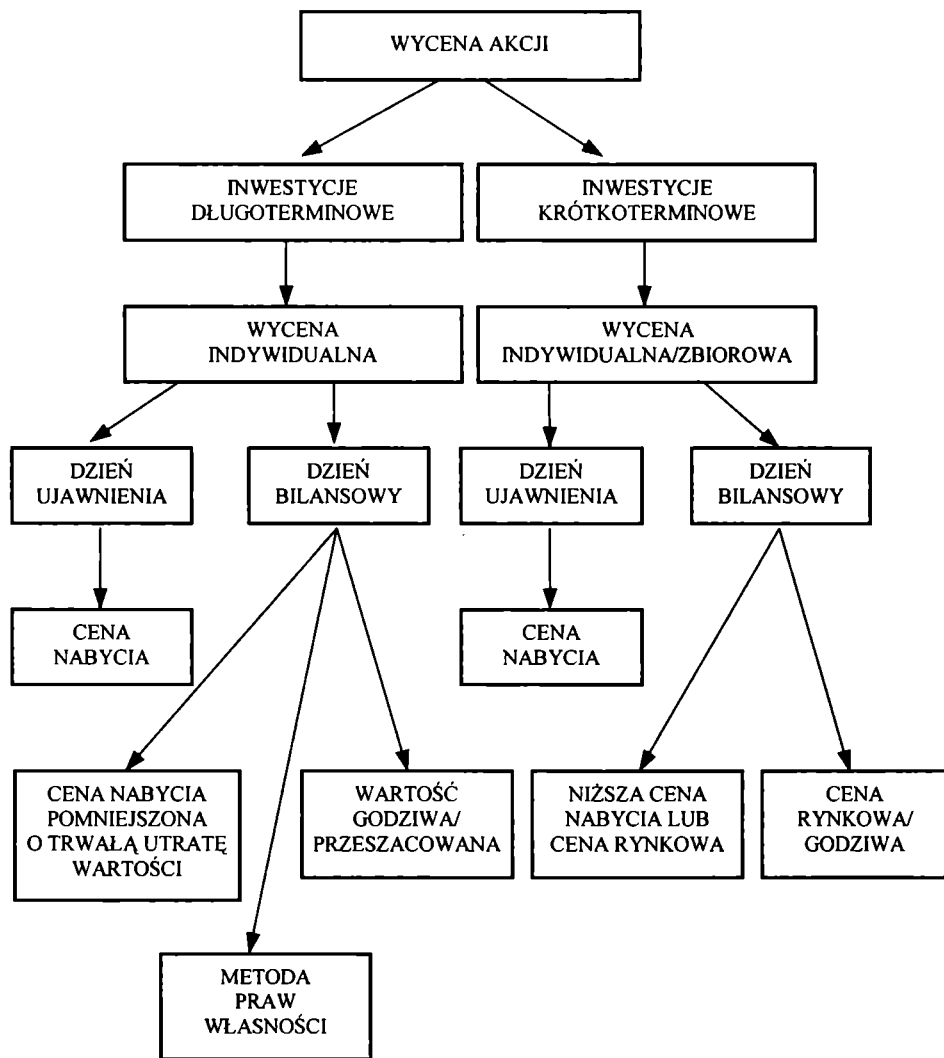 WYCENA AKCJI
INWESTYCJE
DŁUGOTERMINOWE
INWESTYCJE
KRÓTKOTERMINOWE
WYCENA
INDYWIDUALNA
WYCENA
INDYWIDUALNA/ZBIOROWA
DZIEŃ
UJAWNIENIA
DZIEŃ
BILANSOWY
DZIEŃ
UJAWNIENIA
DZIEŃ
BILANSOWY
CENA
NABYCIA
CENA
NABYCIA
CENA NABYCIA
POMNIEJSZONA
O TRWAŁĄ UTRATĘ
WARTOŚCI
WARTOŚĆ
GODZIWA/
PRZESZACOWANA
NIŻSZA CENA
NABYCIA LUB
CENA RYNKOWA
CENA
RYNKOWA/
GODZIWA
METODA
PRAW
WŁASNOŚCI